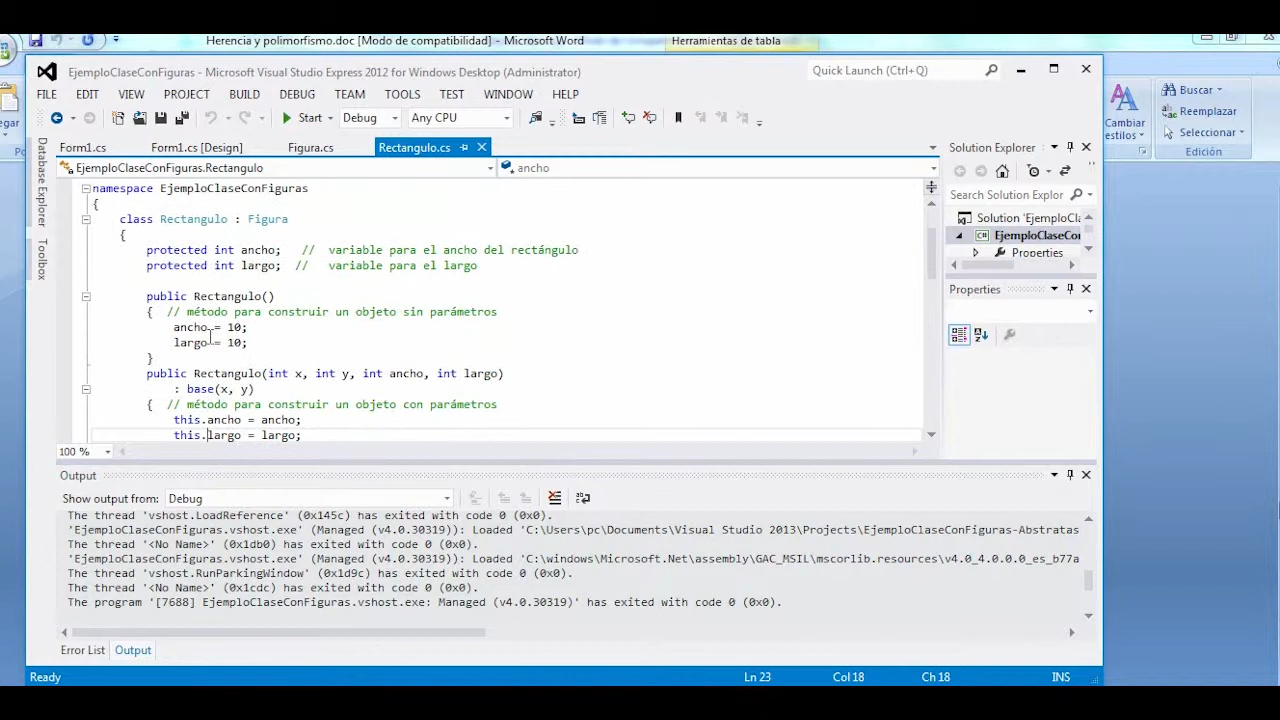 Herencia y polimorfismo.doc [Modo de compatibilidad] - Microsoft Word
Herramientas de tabla
EjemploClaseConFiguras - Microsoft Visual Studio Express 2012 for Windows Desktop (Administrator)
Quick Launch (Ctrl+Q)
FILE EDIT VIEW PROJECT BUILD DEBUG TEAM TOOLS TEST WINDOW HELP
Buscar
Reemplazar
Seleccionar
Edición
Cambiar
estilos
egar
Start Debug Any CPU
Form1.cs Form1.cs [Design] Figura.cs Rectangulo.cs
EjemploClaseConFiguras.Rectangulo ancho
Database Explorer
Toolbox
namespace EjemploClaseConFiguras
{
class Rectangulo : Figura
{
protected int ancho; // variable para el ancho del rectángulo
protected int largo; // variable para el largo
public Rectangulo()
{ // método para construir un objeto sin parámetros
ancho = 10;
largo = 10;
}
public Rectangulo(int x, int y, int ancho, int largo)
: base(x, y)
{ // método para construir un objeto con parámetros
this.ancho = ancho;
this.largo = largo;
100 %
Solution Explorer
Search Solution Explor
Solution 'EjemploCla
C# EjemploClaseCon
Properties
Properties
Output
Show output from: Debug
The thread 'vshost.LoadReference' (0x145c) has exited with code 0 (0x0).
'EjemploClaseConFiguras.vshost.exe' (Managed (v4.0.30319)): Loaded 'C:\Users\pc\Documents\Visual Studio 2013\Projects\EjemploClaseConFiguras-Abstratas
The thread '<No Name>' (0x1db0) has exited with code 0 (0x0).
'EjemploClaseConFiguras.vshost.exe' (Managed (v4.0.30319)): Loaded 'C:\windows\Microsoft.Net\assembly\GAC_MSIL\mscorlib.resources\v4.0_4.0.0.0_es_b77a
The thread 'vshost.RunParkingWindow' (0x1d9c) has exited with code 0 (0x0).
The thread '<No Name>' (0x1cdc) has exited with code 0 (0x0).
The program '[7688] EjemploClaseConFiguras.vshost.exe: Managed (v4.0.30319)' has exited with code 0 (0x0).
Error List Output
Ready Ln 23 Col 18 Ch 18 INS